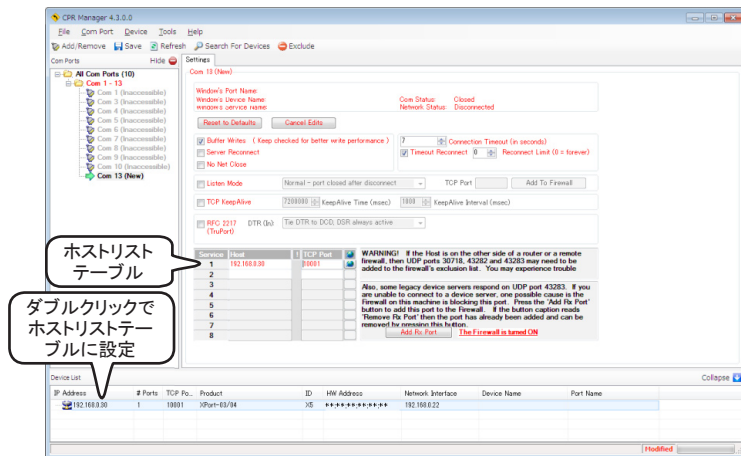 CPR Manager 4.3.0.0
File Com Port Device Tools Help
Add/Remove Save Refresh Search For Devices Exclude
Com Ports Hide Settings
All Com Ports (10)
Com 1 - 13
Com 1 (Inaccessible)
Com 3 (Inaccessible)
Com 4 (Inaccessible)
Com 5 (Inaccessible)
Com 6 (Inaccessible)
Com 7 (Inaccessible)
Com 8 (Inaccessible)
Com 9 (Inaccessible)
Com 10 (Inaccessible)
Com 13 (New)
Com 13 (New)
Window's Port Name:
Window's Device Name: Com Status: Closed
Window's Service Name: Network Status: Disconnected
Reset to Defaults Cancel Edits
Buffer Writes ( Keep checked for better write performance ) 7 Connection Timeout (in seconds)
Server Reconnect Timeout Reconnect 0 Reconnect Limit (0 = forever)
No Net Close
Listen Mode Normal - port closed after disconnect TCP Port Add To Firewall
TCP KeepAlive 7200000 KeepAlive Time (msec) 1000 KeepAlive Interval (msec)
RFC 2217 DTR (In) Tie DTR to DCD; DSR always active
(TruPort)
Service Host 1 TCP Port
1 192.168.0.30 10001
2
3
4
5
6
7
8
WARNING! If the Host is on the other side of a router or a remote
firewall, then UDP ports 30718, 43282 and 43283 may need to be
added to the firewall's exclusion list. You may experience trouble
Also, some legacy device servers respond on UDP port 43283. If you
are unable to connect to a device server, one possible cause is the
Firewall on this machine is blocking this port. Press the 'Add Rx Port'
button to add this port to the Firewall. If the button caption reads
'Remove Rx Port' then the port has already been added and can be
removed by pressing this button.
Add Rx Port The Firewall is turned ON
ホストリスト
テーブル
ダブルクリックで
ホストリストテー
ブルに設定
Device List Collapse
IP Address # Ports TCP Po... Product ID HW Address Network Interface Device Name Port Name
192.168.0.30 1 10001 XPort-03/04 X5 **:**:**:**:**:** 192.168.0.22
Modified